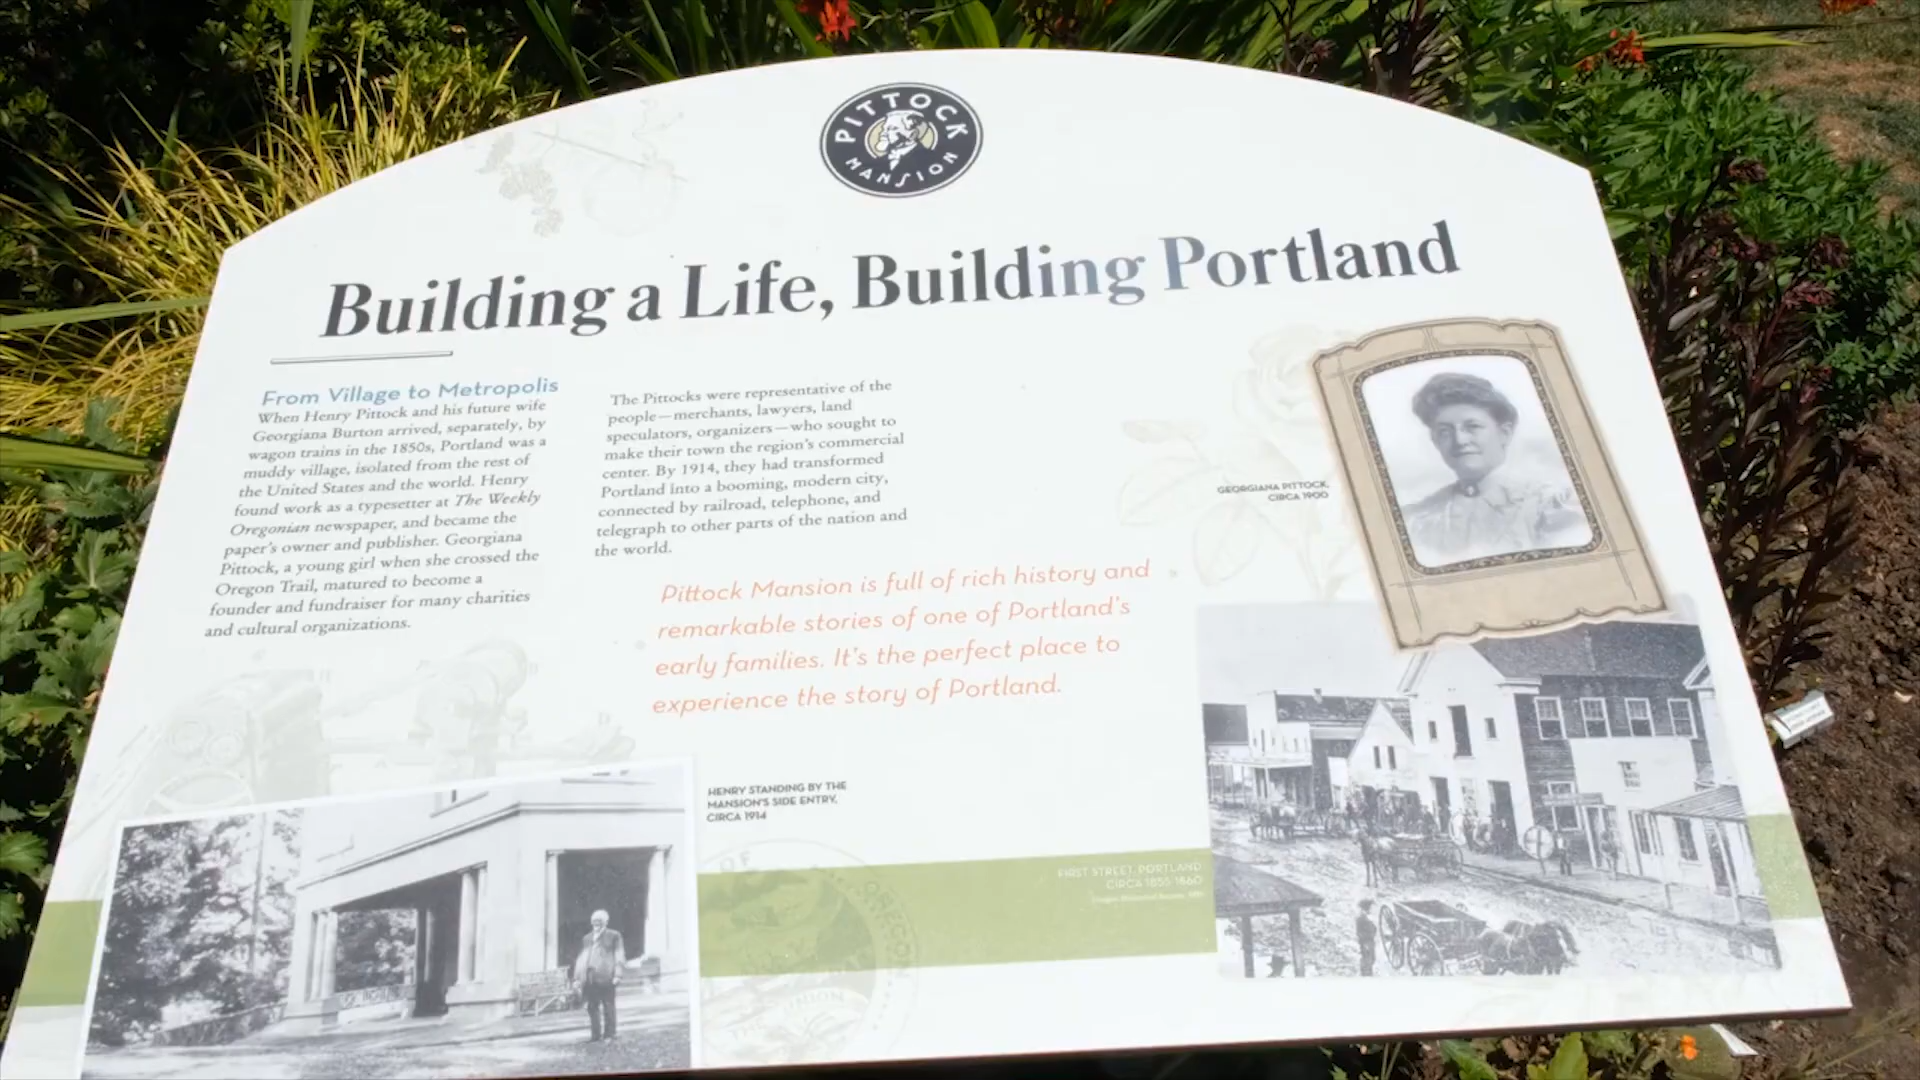 PITTOCK
MANSION
Building a Life, Building Portland
From Village to Metropolis
When Henry Pittock and his future wife
Georgiana Burton arrived, separately, by
wagon trains in the 1850s, Portland was a
muddy village, isolated from the rest of
the United States and the world. Henry
found work as a typesetter at The Weekly
Oregonian newspaper, and became the
paper's owner and publisher. Georgiana
Pittock, a young girl when she crossed the
Oregon Trail, matured to become a
founder and fundraiser for many charities
and cultural organizations.
The Pittocks were representative of the
people—merchants, lawyers, land
speculators, organizers—who sought to
make their town the region's commercial
center. By 1914, they had transformed
Portland into a booming, modern city,
connected by railroad, telephone, and
telegraph to other parts of the nation and
the world.
Pittock Mansion is full of rich history and
remarkable stories of one of Portland's
early families. It's the perfect place to
experience the story of Portland.
GEORGIANA PITTOCK,
CIRCA 1900
HENRY STANDING BY THE
MANSION'S SIDE ENTRY,
CIRCA 1914
FIRST STREET, PORTLAND
CIRCA 1855-1860
OF OREGON
THE UNION